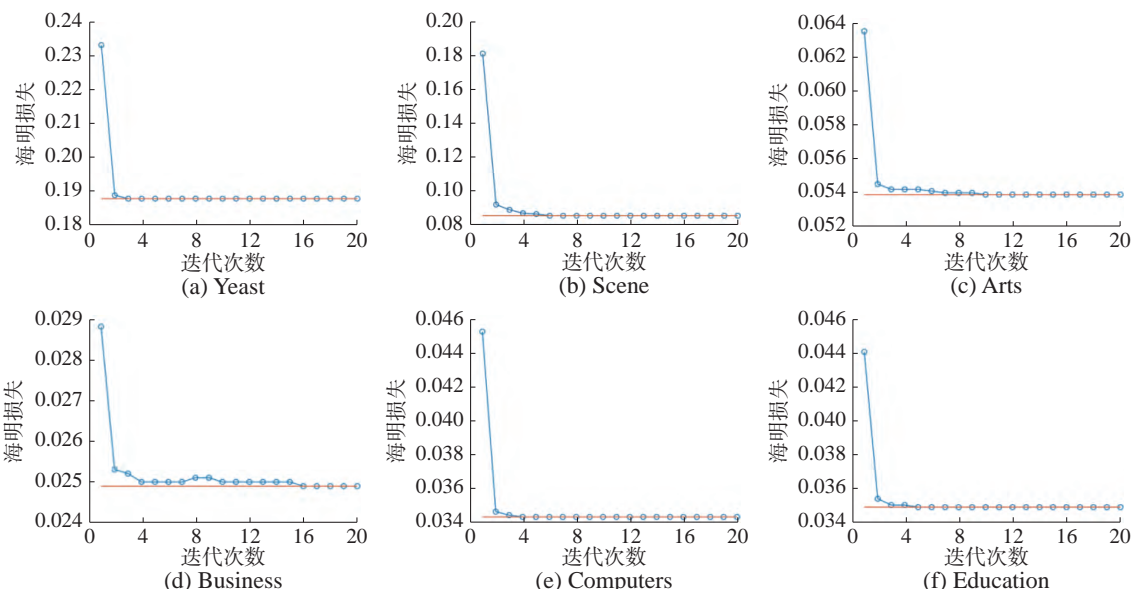 0.24
0.23
0.22
0.21
0.20
0.19
0.18
海明损失
0 4 8 12 16 20
迭代次数
(a) Yeast
0.20
0.18
0.16
0.14
0.12
0.10
0.08
海明损失
0 4 8 12 16 20
迭代次数
(b) Scene
0.064
0.062
0.060
0.058
0.056
0.054
0.052
海明损失
0 4 8 12 16 20
迭代次数
(c) Arts
0.029
0.028
0.027
0.026
0.025
0.024
海明损失
0 4 8 12 16 20
迭代次数
(d) Business
0.046
0.044
0.042
0.040
0.038
0.036
0.034
海明损失
0 4 8 12 16 20
迭代次数
(e) Computers
0.046
0.044
0.042
0.040
0.038
0.036
0.034
海明损失
0 4 8 12 16 20
迭代次数
(f) Education